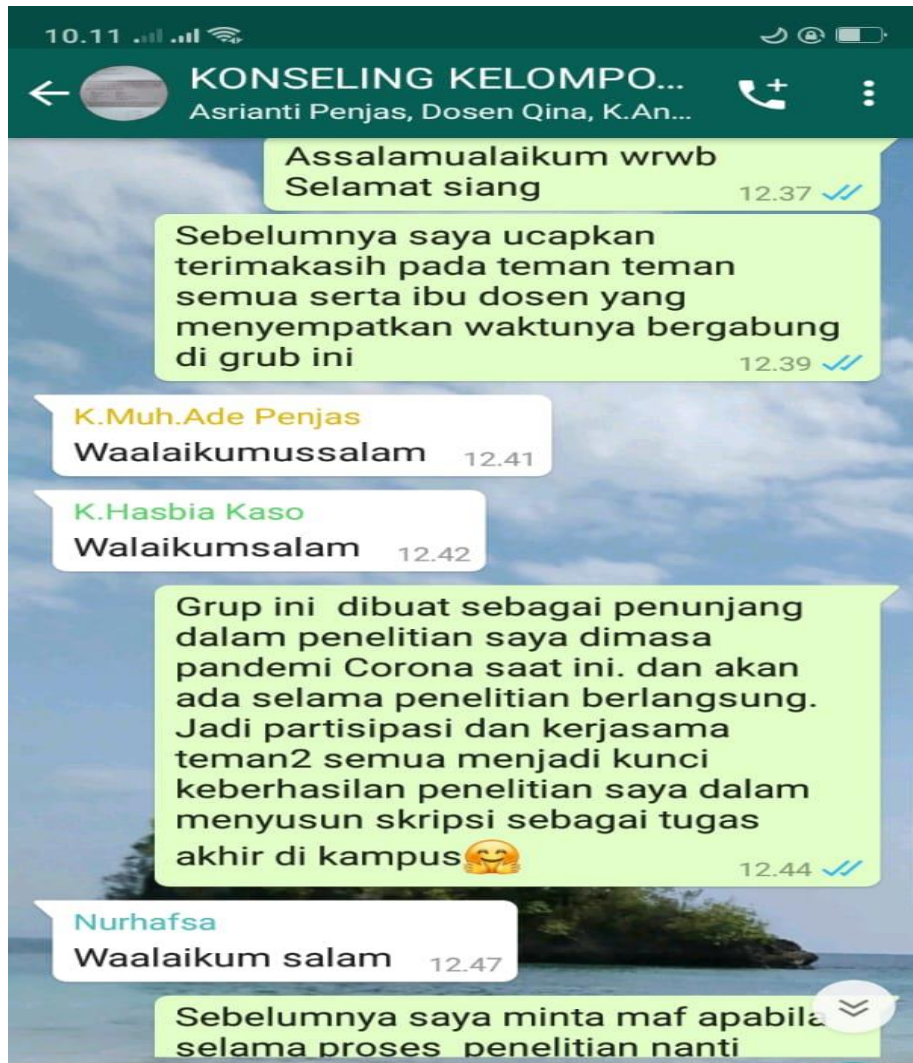 10.11
KONSELING KELOMPO...
Asrianti Penjas, Dosen Qina, K.An...
Assalamualaikum wrwb
Selamat siang
12.37
Sebelumnya saya ucapkan
terimakasih pada teman teman
semua serta ibu dosen yang
menyempatkan waktunya bergabung
di grub ini
12.39
K.Muh.Ade Penjas
Waalaikumussalam 12.41
K.Hasbia Kaso
Walaikumsalam 12.42
Grup ini dibuat sebagai penunjang
dalam penelitian saya dimasa
pandemi Corona saat ini. dan akan
ada selama penelitian berlangsung.
Jadi partisipasi dan kerjasama
teman2 semua menjadi kunci
keberhasilan penelitian saya dalam
menyusun skripsi sebagai tugas
akhir di kampus🤗
12.44
Nurhafsa
Waalaikum salam 12.47
Sebelumnya saya minta maf apabila
selama proses penelitian nanti